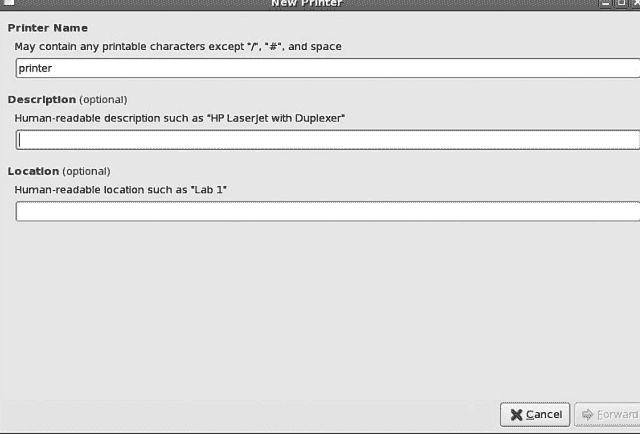 New Printer
Printer Name
May contain any printable characters except "/", "#", and space
printer
Description (optional)
Human-readable description such as "HP LaserJet with Duplexer"
Location (optional)
Human-readable location such as "Lab 1"
Cancel
Forward